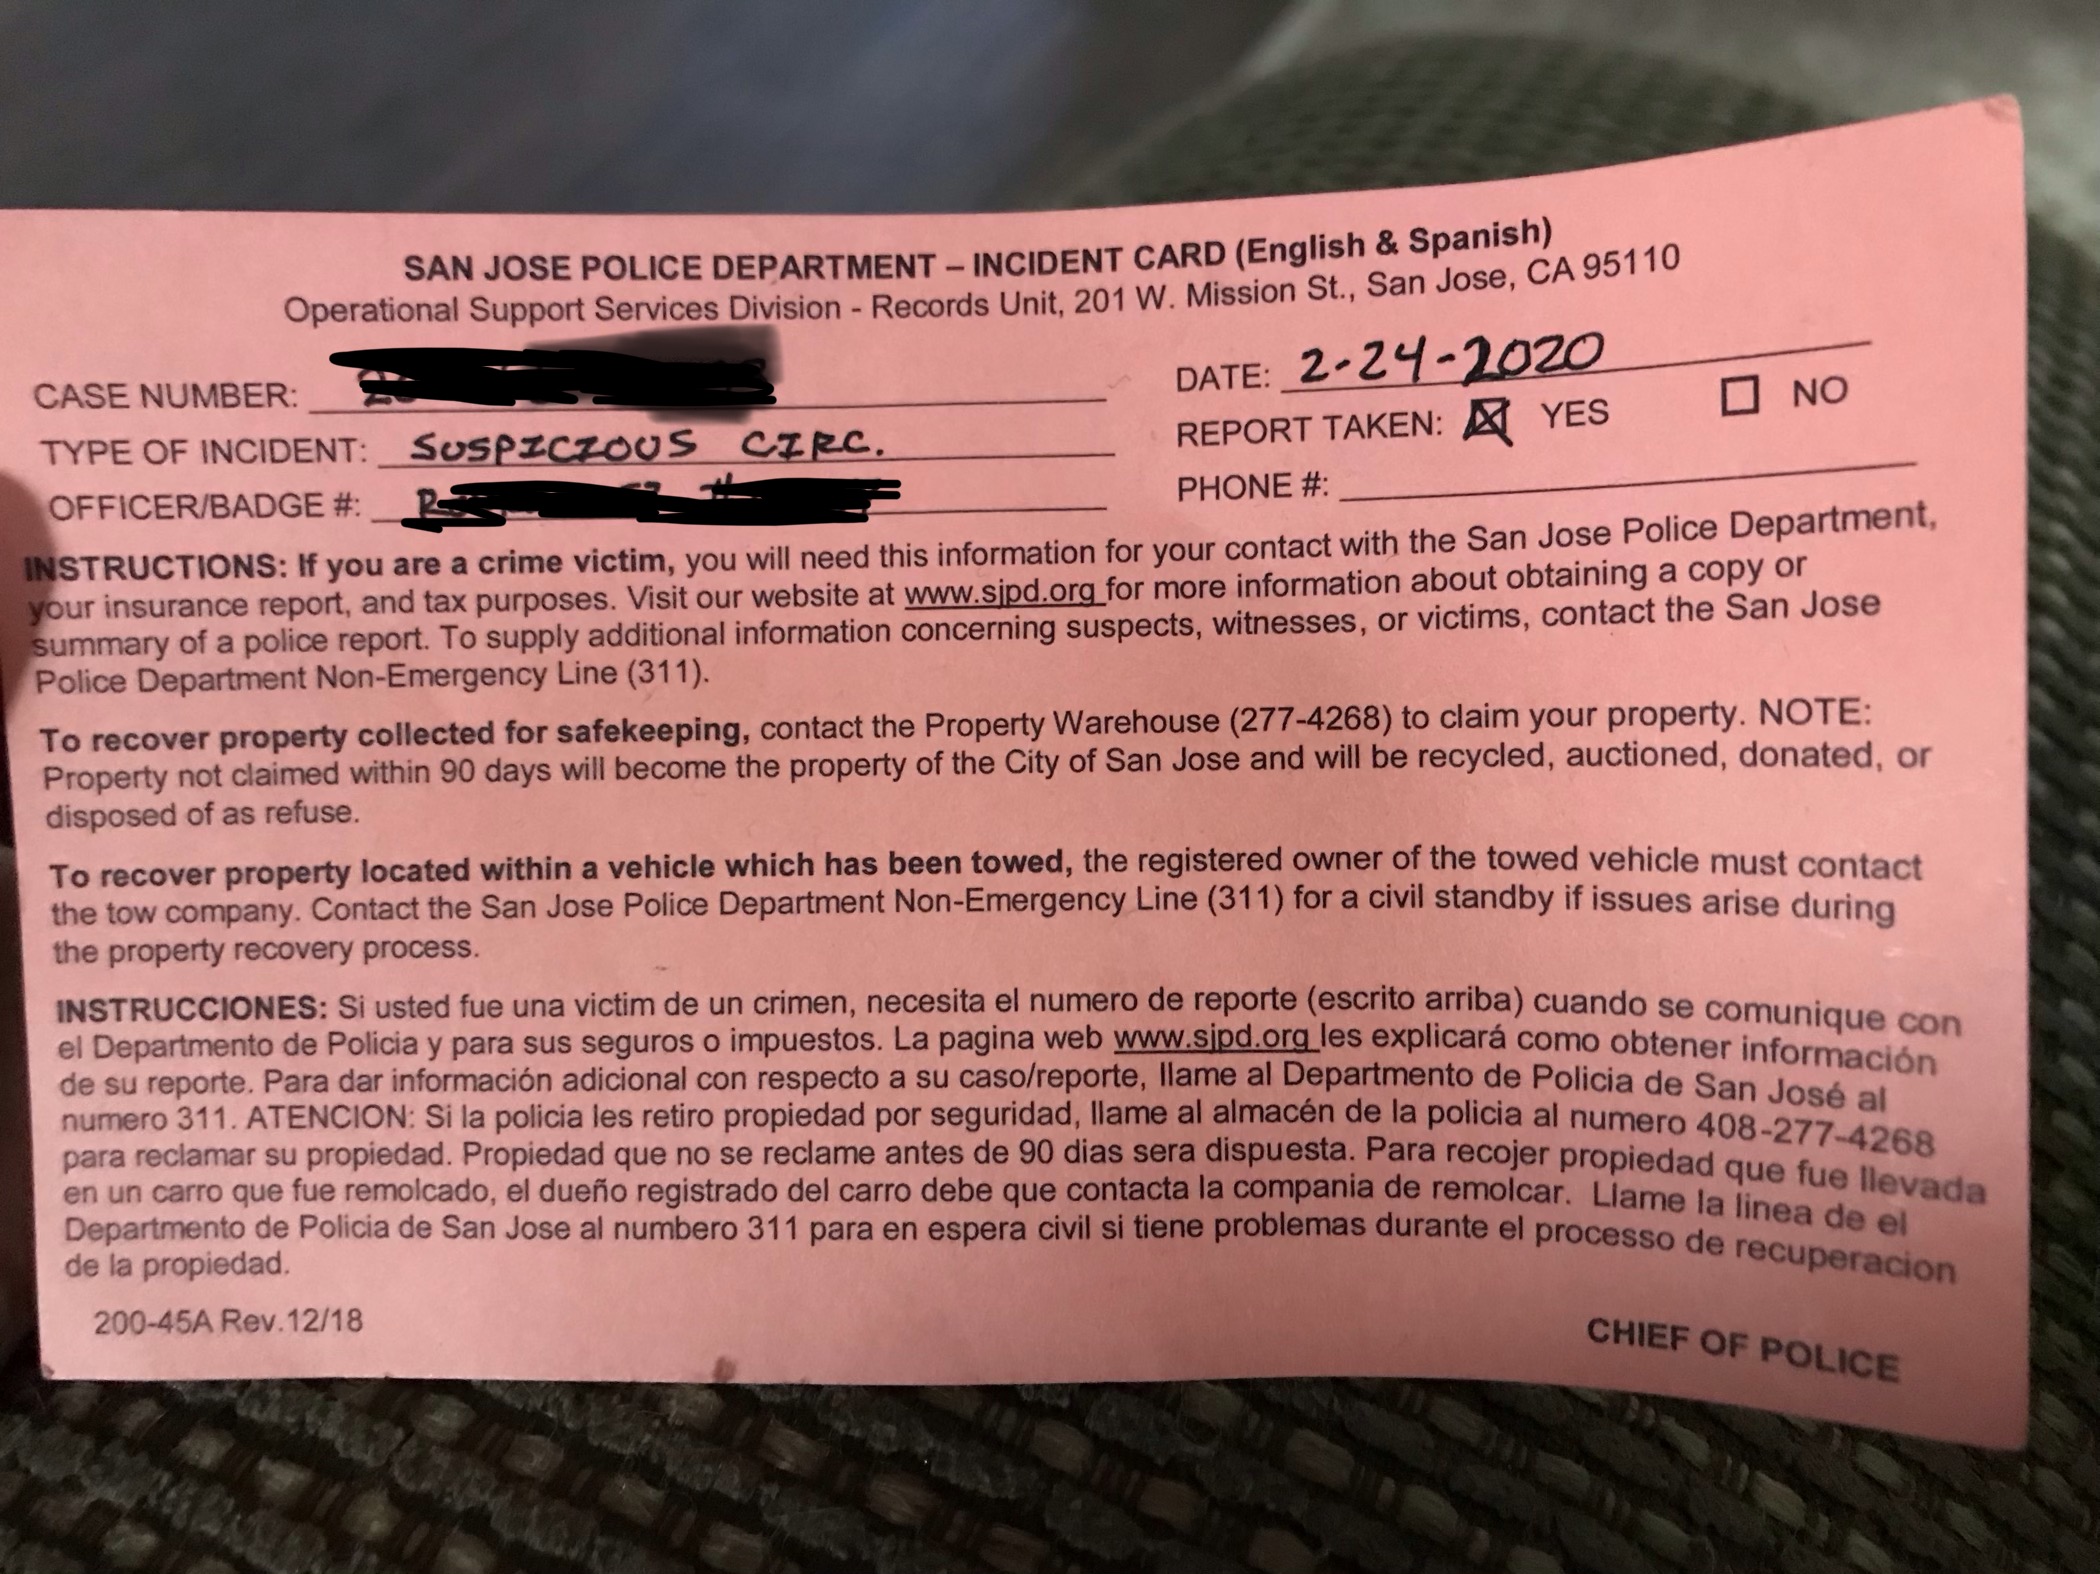 SAN JOSE POLICE DEPARTMENT – INCIDENT CARD (English & Spanish)
Operational Support Services Division - Records Unit, 201 W. Mission St., San Jose, CA 95110
CASE NUMBER:
DATE: 2-24-2020
TYPE OF INCIDENT: SUSPICIOUS CIRC.
REPORT TAKEN: ☒ YES ☐ NO
OFFICER/BADGE #:
PHONE #:
INSTRUCTIONS: If you are a crime victim, you will need this information for your contact with the San Jose Police Department,
your insurance report, and tax purposes. Visit our website at www.sjpd.org for more information about obtaining a copy or
summary of a police report. To supply additional information concerning suspects, witnesses, or victims, contact the San Jose
Police Department Non-Emergency Line (311).
To recover property collected for safekeeping, contact the Property Warehouse (277-4268) to claim your property. NOTE:
Property not claimed within 90 days will become the property of the City of San Jose and will be recycled, auctioned, donated, or
disposed of as refuse.
To recover property located within a vehicle which has been towed, the registered owner of the towed vehicle must contact
the tow company. Contact the San Jose Police Department Non-Emergency Line (311) for a civil standby if issues arise during
the property recovery process.
INSTRUCCIONES: Si usted fue una victim de un crimen, necesita el numero de reporte (escrito arriba) cuando se comunique con
el Departmento de Policia y para sus seguros o impuestos. La pagina web www.sjpd.org les explicará como obtener información
de su reporte. Para dar información adicional con respecto a su caso/reporte, llame al Departmento de Policia de San José al
numero 311. ATENCION: Si la policia les retiro propiedad por seguridad, llame al almacén de la policia al numero 408-277-4268
para reclamar su propiedad. Propiedad que no se reclame antes de 90 dias sera dispuesta. Para recojer propiedad que fue llevada
en un carro que fue remolcado, el dueño registrado del carro debe que contacta la compania de remolcar. Llame la linea de el
Departmento de Policia de San Jose al numbero 311 para en espera civil si tiene problemas durante el processo de recuperacion
de la propiedad.
200-45A Rev.12/18
CHIEF OF POLICE